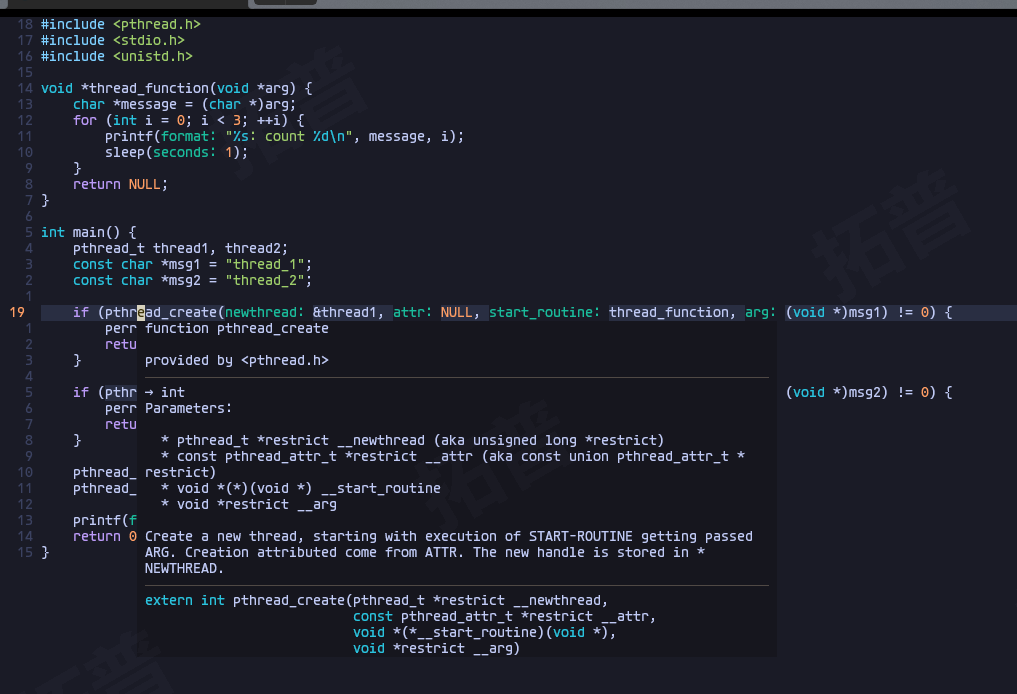 18 #include <pthread.h>
17 #include <stdio.h>
16 #include <unistd.h>
15
14 void *thread_function(void *arg) {
13     char *message = (char *)arg;
12     for (int i = 0; i < 3; ++i) {
11         printf(format: "%s: count %d\n", message, i);
10         sleep(seconds: 1);
9     }
8     return NULL;
7 }
6
5 int main() {
4     pthread_t thread1, thread2;
3     const char *msg1 = "thread_1";
2     const char *msg2 = "thread_2";
1
19     if (pthread_create(newthread: &thread1, attr: NULL, start_routine: thread_function, arg: (void *)msg1) != 0) {
1         perr function pthread_create
2         retu
3     } provided by <pthread.h>
4
5     if (pthr → int (void *)msg2) != 0) {
6         perr Parameters:
7         retu
8     } * pthread_t *restrict __newthread (aka unsigned long *restrict)
9 * const pthread_attr_t *restrict __attr (aka const union pthread_attr_t *
10     pthread_ restrict)
11     pthread_ * void *(*)(void *) __start_routine
12 * void *restrict __arg
13     printf(f
14     return 0 Create a new thread, starting with execution of START-ROUTINE getting passed
15 } ARG. Creation attributed come from ATTR. The new handle is stored in *
NEWTHREAD.
extern int pthread_create(pthread_t *restrict __newthread,
const pthread_attr_t *restrict __attr,
void *(*__start_routine)(void *),
void *restrict __arg)
拓普
拓普
拓普
拓普